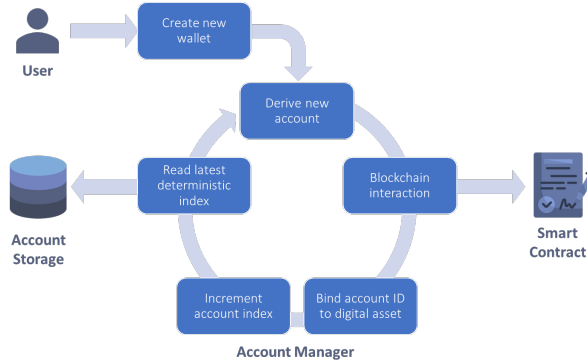 Create new
wallet
User
Derive new
account
Read latest
deterministic
index
Blockchain
interaction
Account
Storage
Smart
Contract
Increment
account index
Bind account ID
to digital asset
Account Manager